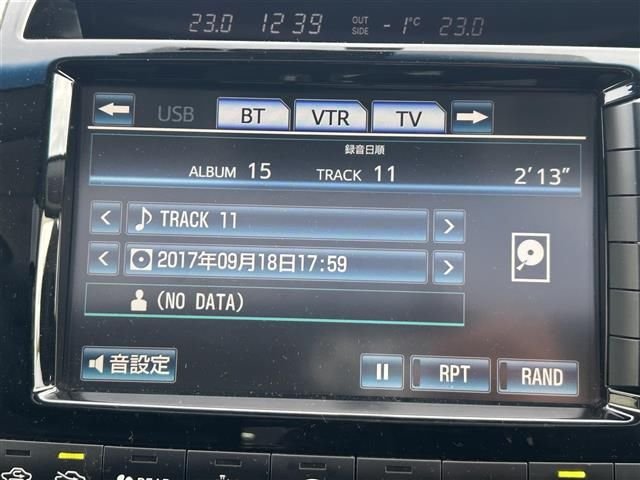 23.0 12:39 OUT SIDE -1°C 23.0
USB BT VTR TV
録音日順
ALBUM 15 TRACK 11 2'13"
TRACK 11
2017年09月18日17:59
(NO DATA)
音設定 RPT RAND
REAR